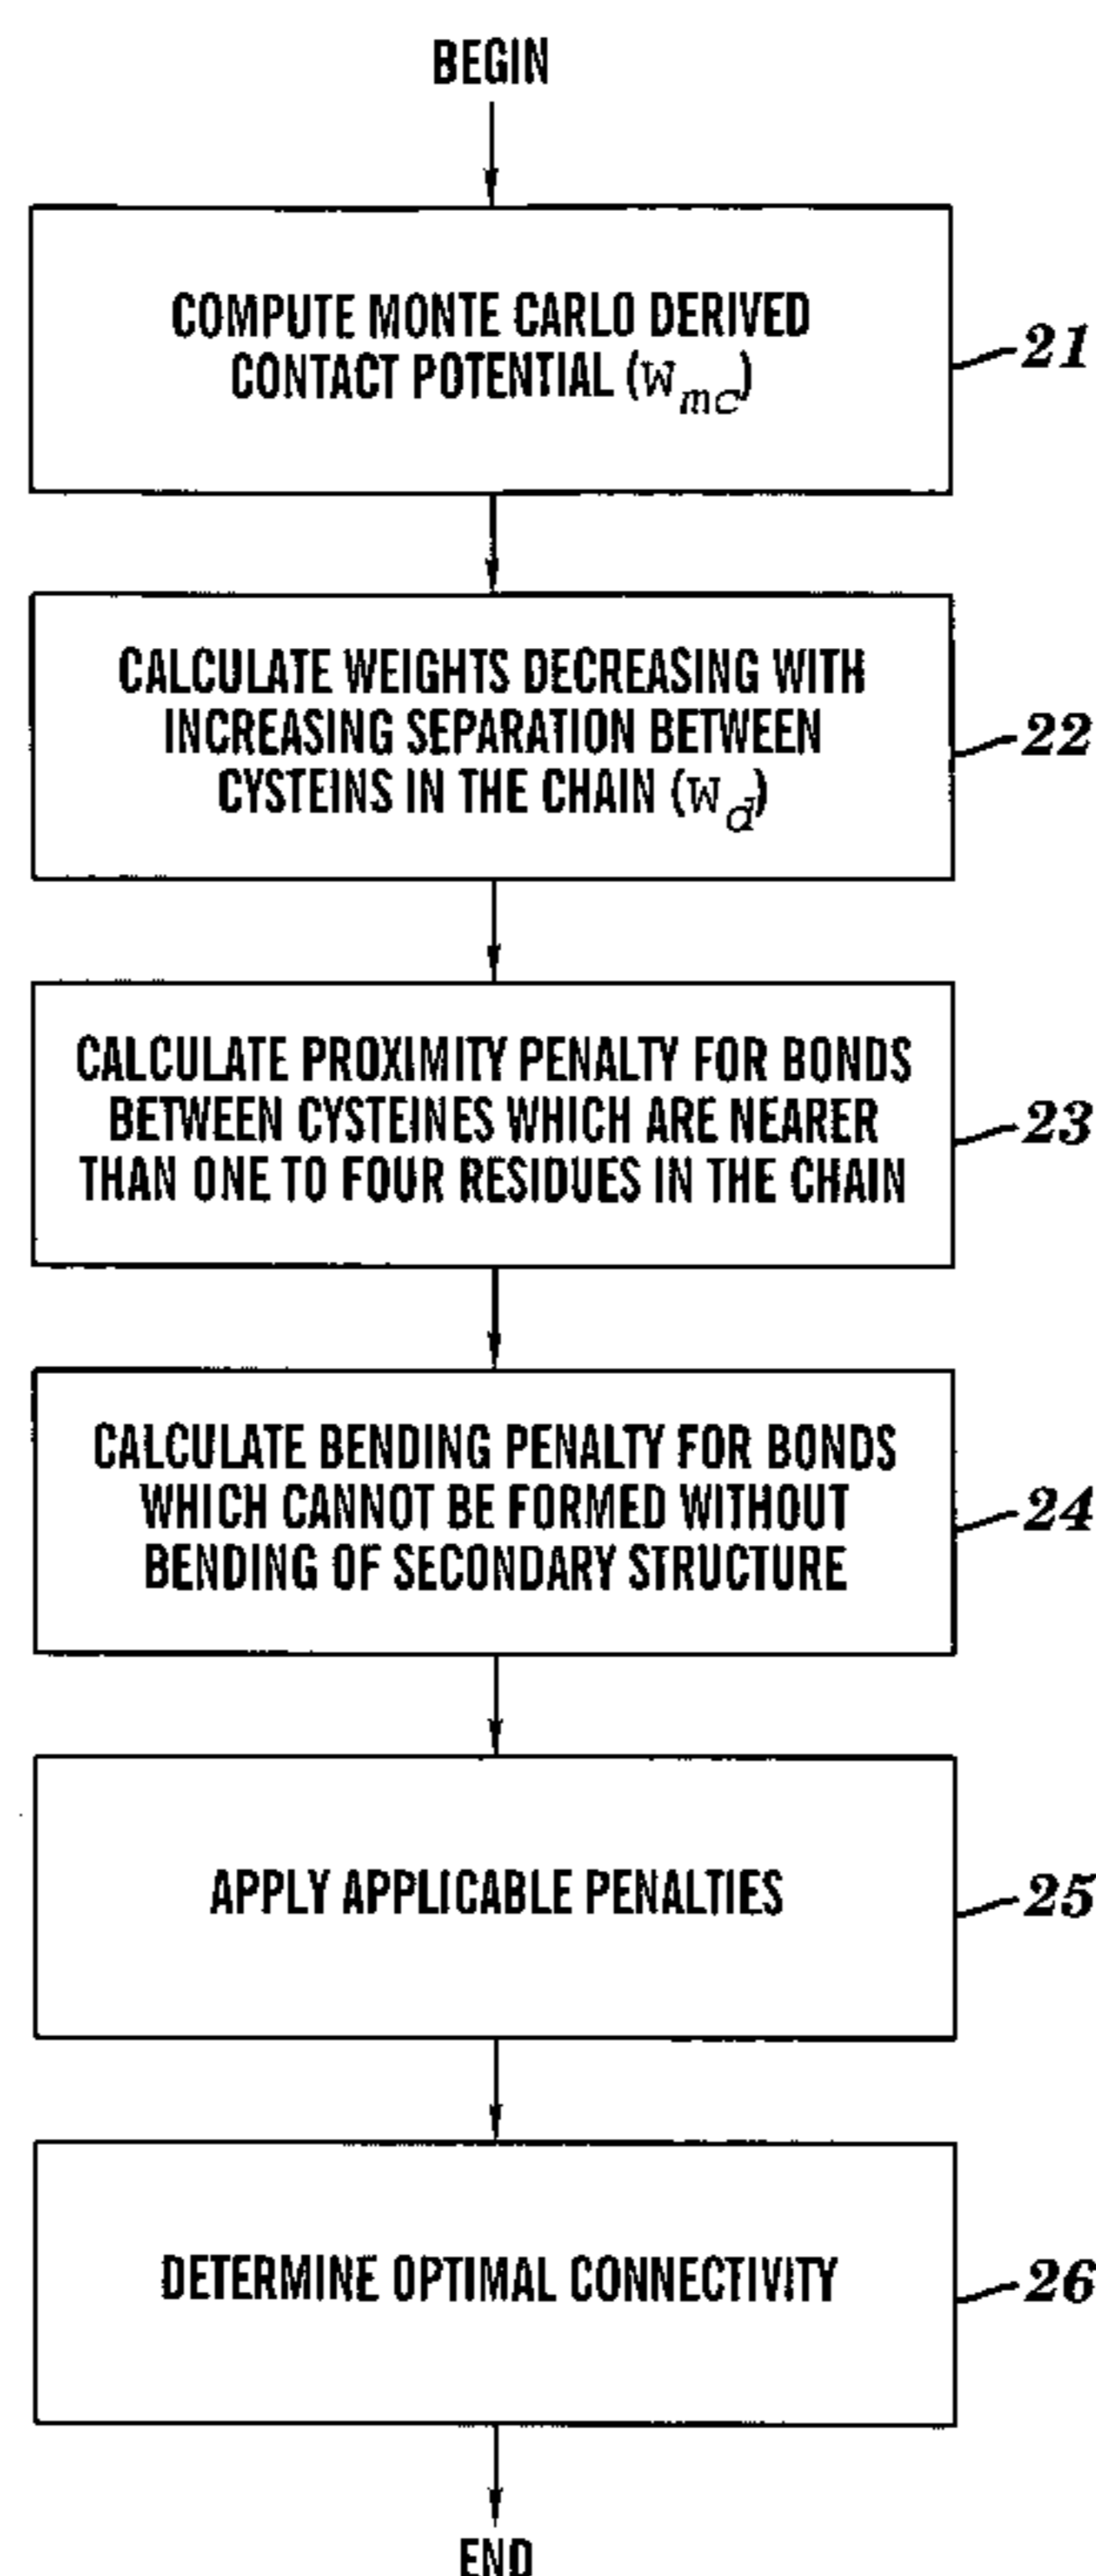 BEGIN
COMPUTE MONTE CARLO DERIVED
CONTACT POTENTIAL (Wmc)
21
CALCULATE WEIGHTS DECREASING WITH
INCREASING SEPARATION BETWEEN
CYSTEINS IN THE CHAIN (Wd)
22
CALCULATE PROXIMITY PENALTY FOR BONDS
BETWEEN CYSTEINES WHICH ARE NEARER
THAN ONE TO FOUR RESIDUES IN THE CHAIN
23
CALCULATE BENDING PENALTY FOR BONDS
WHICH CANNOT BE FORMED WITHOUT
BENDING OF SECONDARY STRUCTURE
24
APPLY APPLICABLE PENALTIES
25
DETERMINE OPTIMAL CONNECTIVITY
26
END